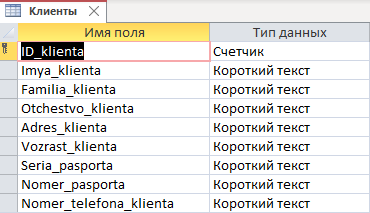 Клиенты
Имя поля Тип данных
ID_klienta Счетчик
Imya_klienta Короткий текст
Familia_klienta Короткий текст
Otchestvo_klienta Короткий текст
Adres_klienta Короткий текст
Vozrast_klienta Короткий текст
Seria_pasporta Короткий текст
Nomer_pasporta Короткий текст
Nomer_telefona_klienta Короткий текст